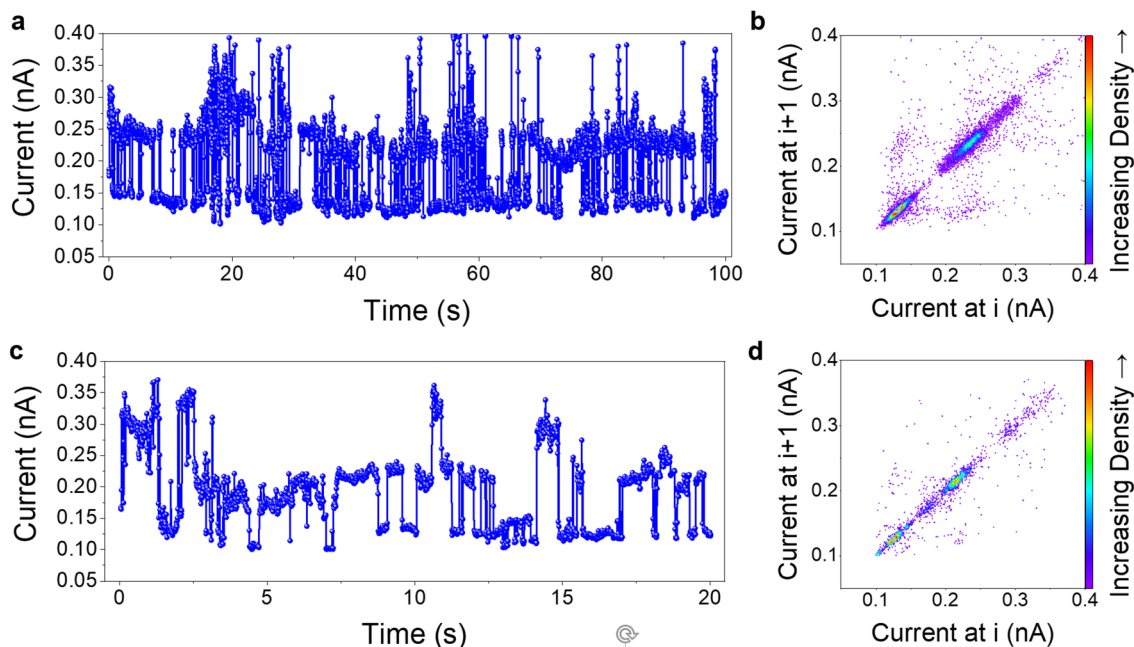 a
0.40
0.35
0.30
0.25
0.20
0.15
0.10
0.05
Current (nA)
0 20 40 60 80 100
Time (s)
b
0.4
0.3
0.2
0.1
Current at i+1 (nA)
0.1 0.2 0.3 0.4
Current at i (nA)
Increasing Density →
c
0.40
0.35
0.30
0.25
0.20
0.15
0.10
0.05
Current (nA)
0 5 10 15 20
Time (s)
d
0.4
0.3
0.2
0.1
Current at i+1 (nA)
0.1 0.2 0.3 0.4
Current at i (nA)
Increasing Density →